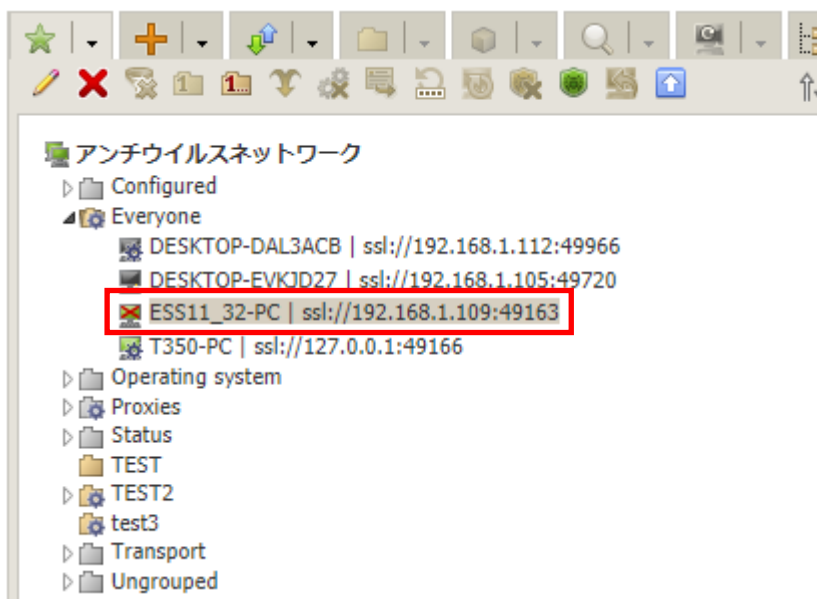 アンチウイルスネットワーク
Configured
Everyone
DESKTOP-DAL3ACB | ssl://192.168.1.112:49966
DESKTOP-EVKJD27 | ssl://192.168.1.105:49720
ESS11_32-PC | ssl://192.168.1.109:49163
T350-PC | ssl://127.0.0.1:49166
Operating system
Proxies
Status
TEST
TEST2
test3
Transport
Ungrouped